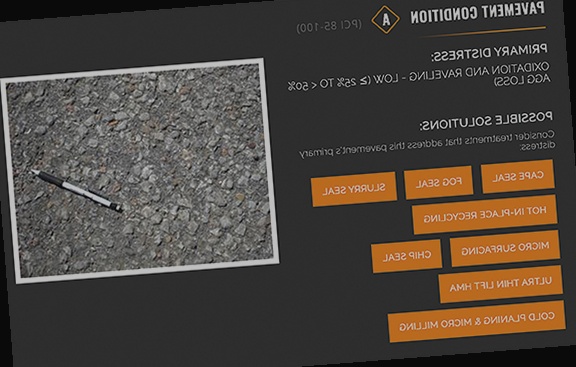 PAVEMENT CONDITION A (PCI 85-100)
PRIMARY DISTRESS:
OXIDATION AND RAVELING - LOW (≥ 25% TO < 50%
AGG LOSS)
POSSIBLE SOLUTIONS:
Consider treatments that address this pavement's primary
distress:
CAPE SEAL FOG SEAL SLURRY SEAL
HOT IN-PLACE RECYCLING
MICRO SURFACING CHIP SEAL
ULTRA THIN LIFT HMA
COLD PLANING & MICRO MILLING